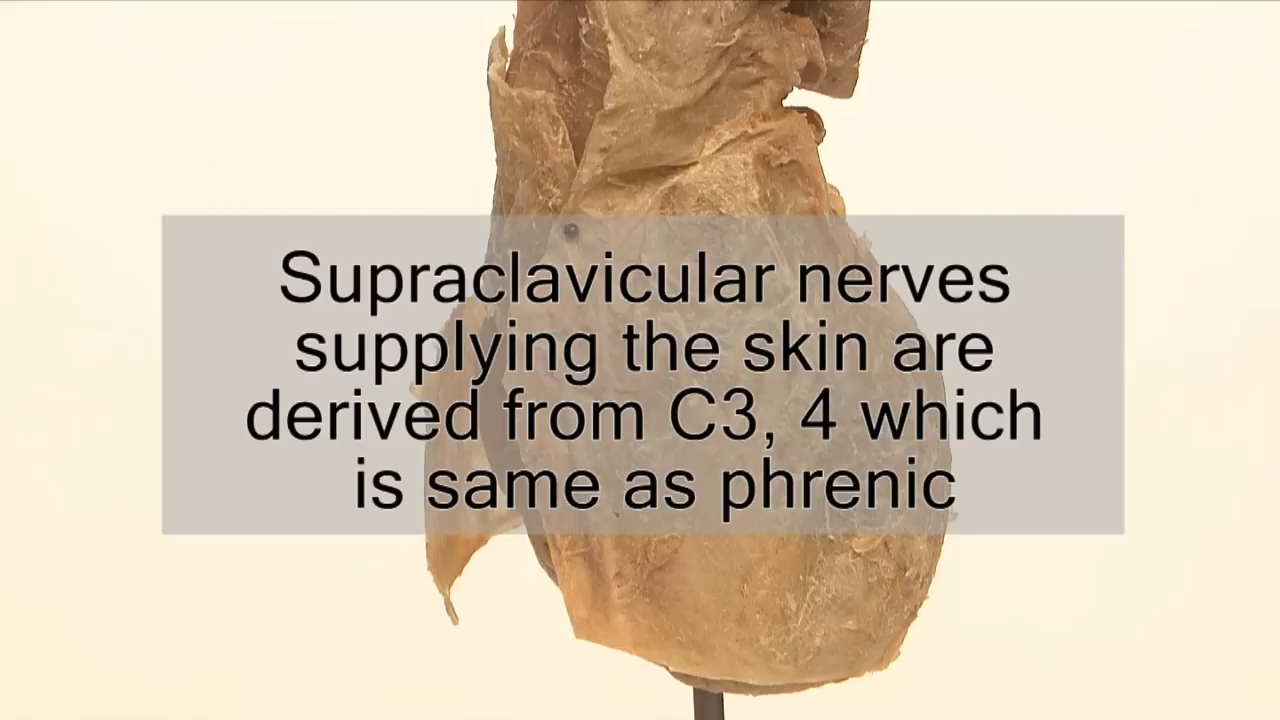 Supraclavicular nerves
supplying the skin are
derived from C3, 4 which
is same as phrenic